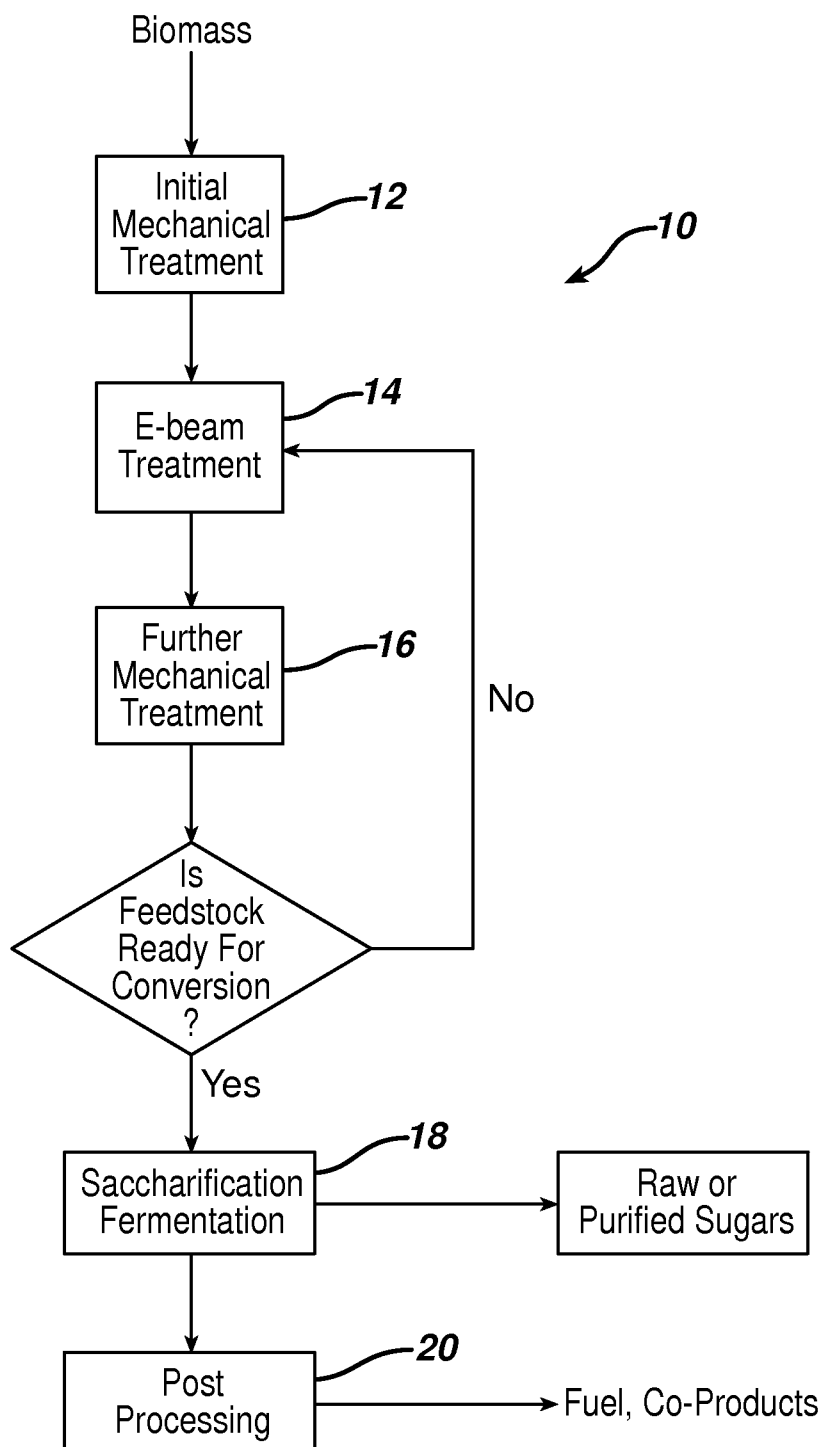 Biomass
Initial
Mechanical
Treatment
12
10
E-beam
Treatment
14
Further
Mechanical
Treatment
16
No
Is
Feedstock
Ready For
Conversion
?
Yes
Saccharification
Fermentation
18
Raw or
Purified Sugars
Post
Processing
20
Fuel, Co-Products